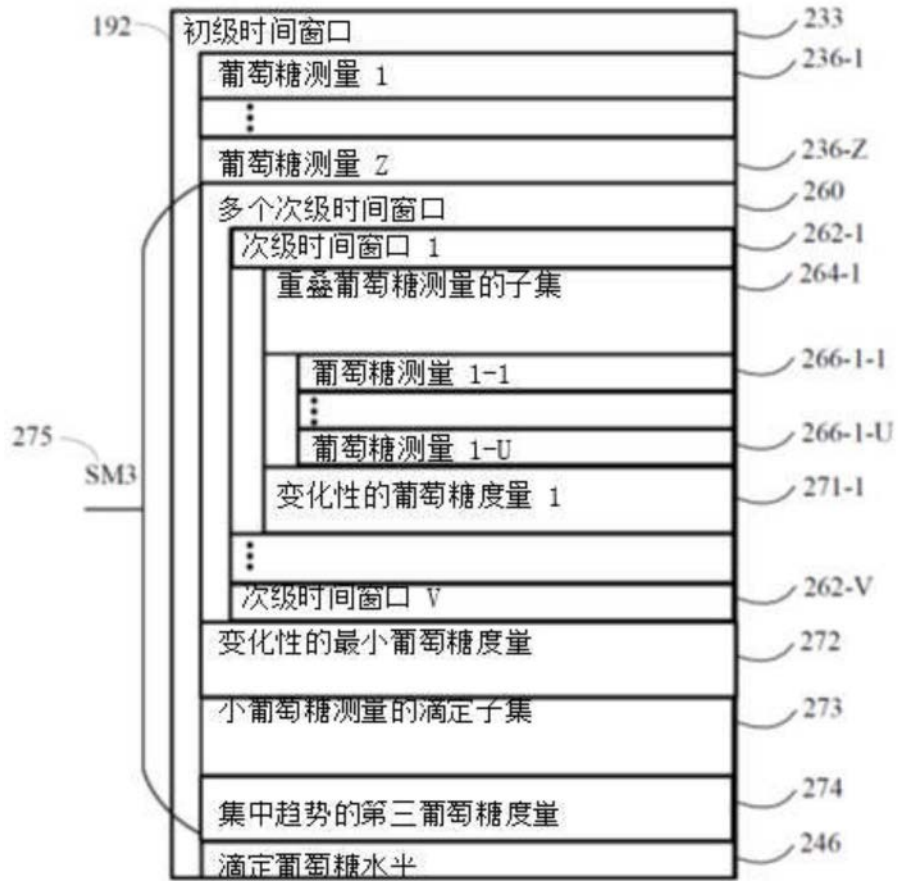 192
初级时间窗口
233
葡萄糖测量 1
236-1
葡萄糖测量 Z
236-Z
多个次级时间窗口
260
次级时间窗口 1
262-1
重叠葡萄糖测量的子集
264-1
葡萄糖测量 1-1
266-1-1
葡萄糖测量 1-U
266-1-U
275
SM3
变化性的葡萄糖度量 1
271-1
次级时间窗口 V
262-V
变化性的最小葡萄糖度量
272
小葡萄糖测量的滴定子集
273
集中趋势的第三葡萄糖度量
274
滴定葡萄糖水平
246